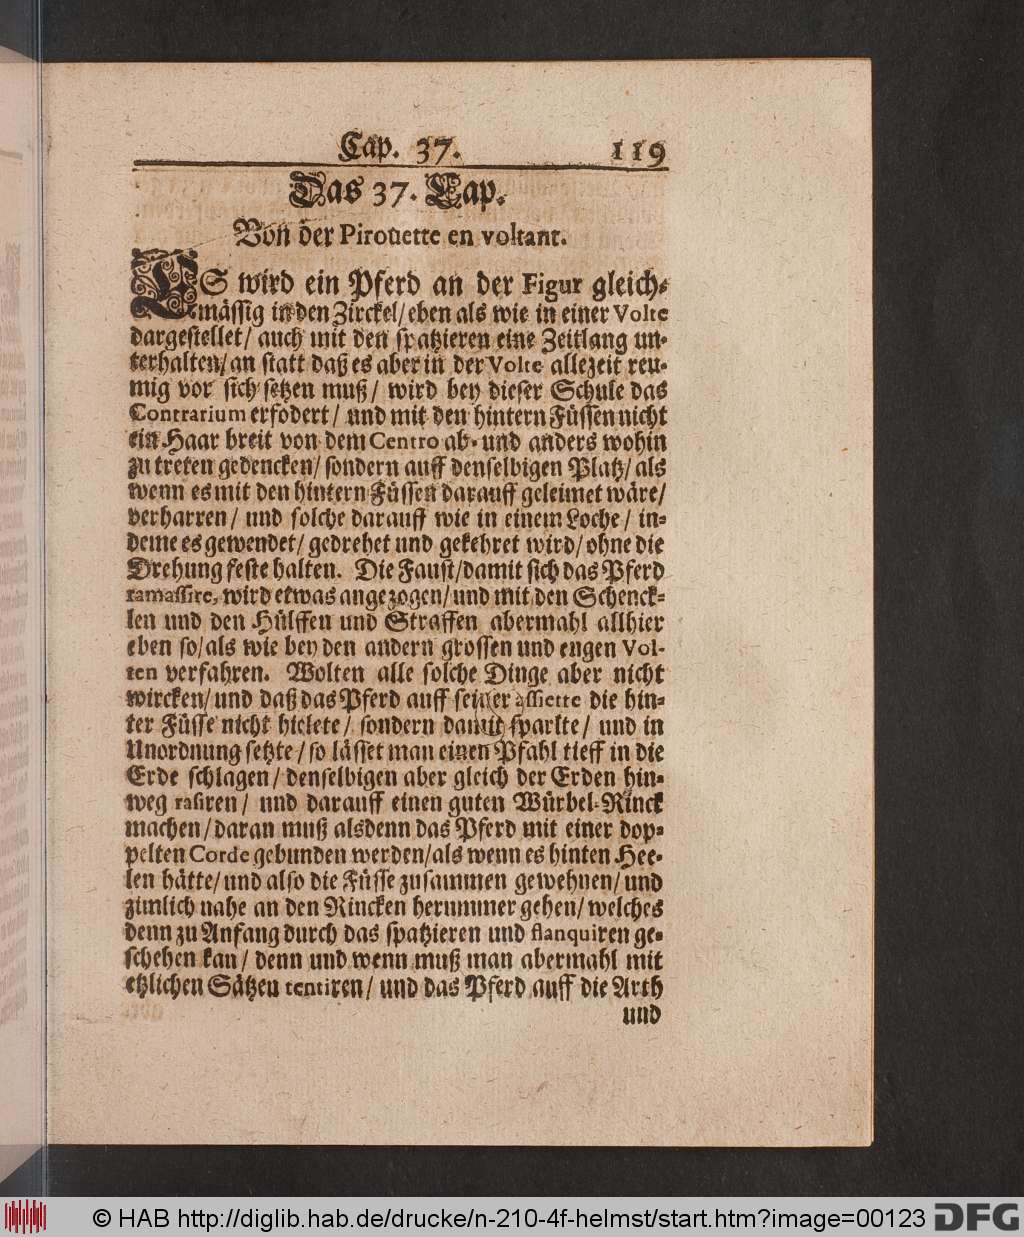 Cap. 37. 119
Das 37. Cap.
Von der Pirouette en voltant.
ES wird ein Pferd an der Figur gleich-
mässig in den Zirckel/ eben als wie in einer Volte
dargestellet/ auch mit den spatzieren eine Zeitlang un-
terhalten/ an statt daß es aber in der Volte allezeit reu-
mig vor sich setzen muß/ wird bey dieser Schule das
Contrarium erfodert/ und mit den hintern Füssen nicht
ein Haar breit von dem Centro ab- und anders wohin
zu treten gedencken/ sondern auff denselbigen Platz/ als
wenn es mit den hintern Füssen darauff geleimet wäre/
verharren/ und solche darauff wie in einem Loche/ in-
deme es gewendet/ gedrehet und gekehret wird/ ohne die
Drehung feste halten. Die Faust/ damit sich das Pferd
ramassire, wird etwas angezogen/ und mit den Schenck-
len und den Hülffen und Straffen abermahl allhier
eben so/ als wie bey den andern grossen und engen Vol-
ten verfahren. Wolten alle solche Dinge aber nicht
wircken/ und daß das Pferd auff seiner assiette die hin-
ter Füsse nicht hielete/ sondern damit sparlte/ und in
Unordnung setzte/ so lässet man einen Pfahl tieff in die
Erde schlagen/ denselbigen aber gleich der Erden hin-
weg rasiren/ und darauff einen guten Würbel-Rinck
machen/ daran muß alsdenn das Pferd mit einer dop-
pelten Corde gebunden werden/ als wenn es hinten Hee-
len hätte/ und also die Füsse zusammen gewehnen/ und
zimlich nahe an den Rincken herummer gehen/ welches
denn zu Anfang durch das spatzieren und flanquiren ge-
schehen kan/ denn und wenn muß man abermahl mit
etzlichen Sätzen tentiren/ und das Pferd auff die Arth
und
© HAB http://diglib.hab.de/drucke/n-210-4f-helmst/start.htm?image=00123 DFG